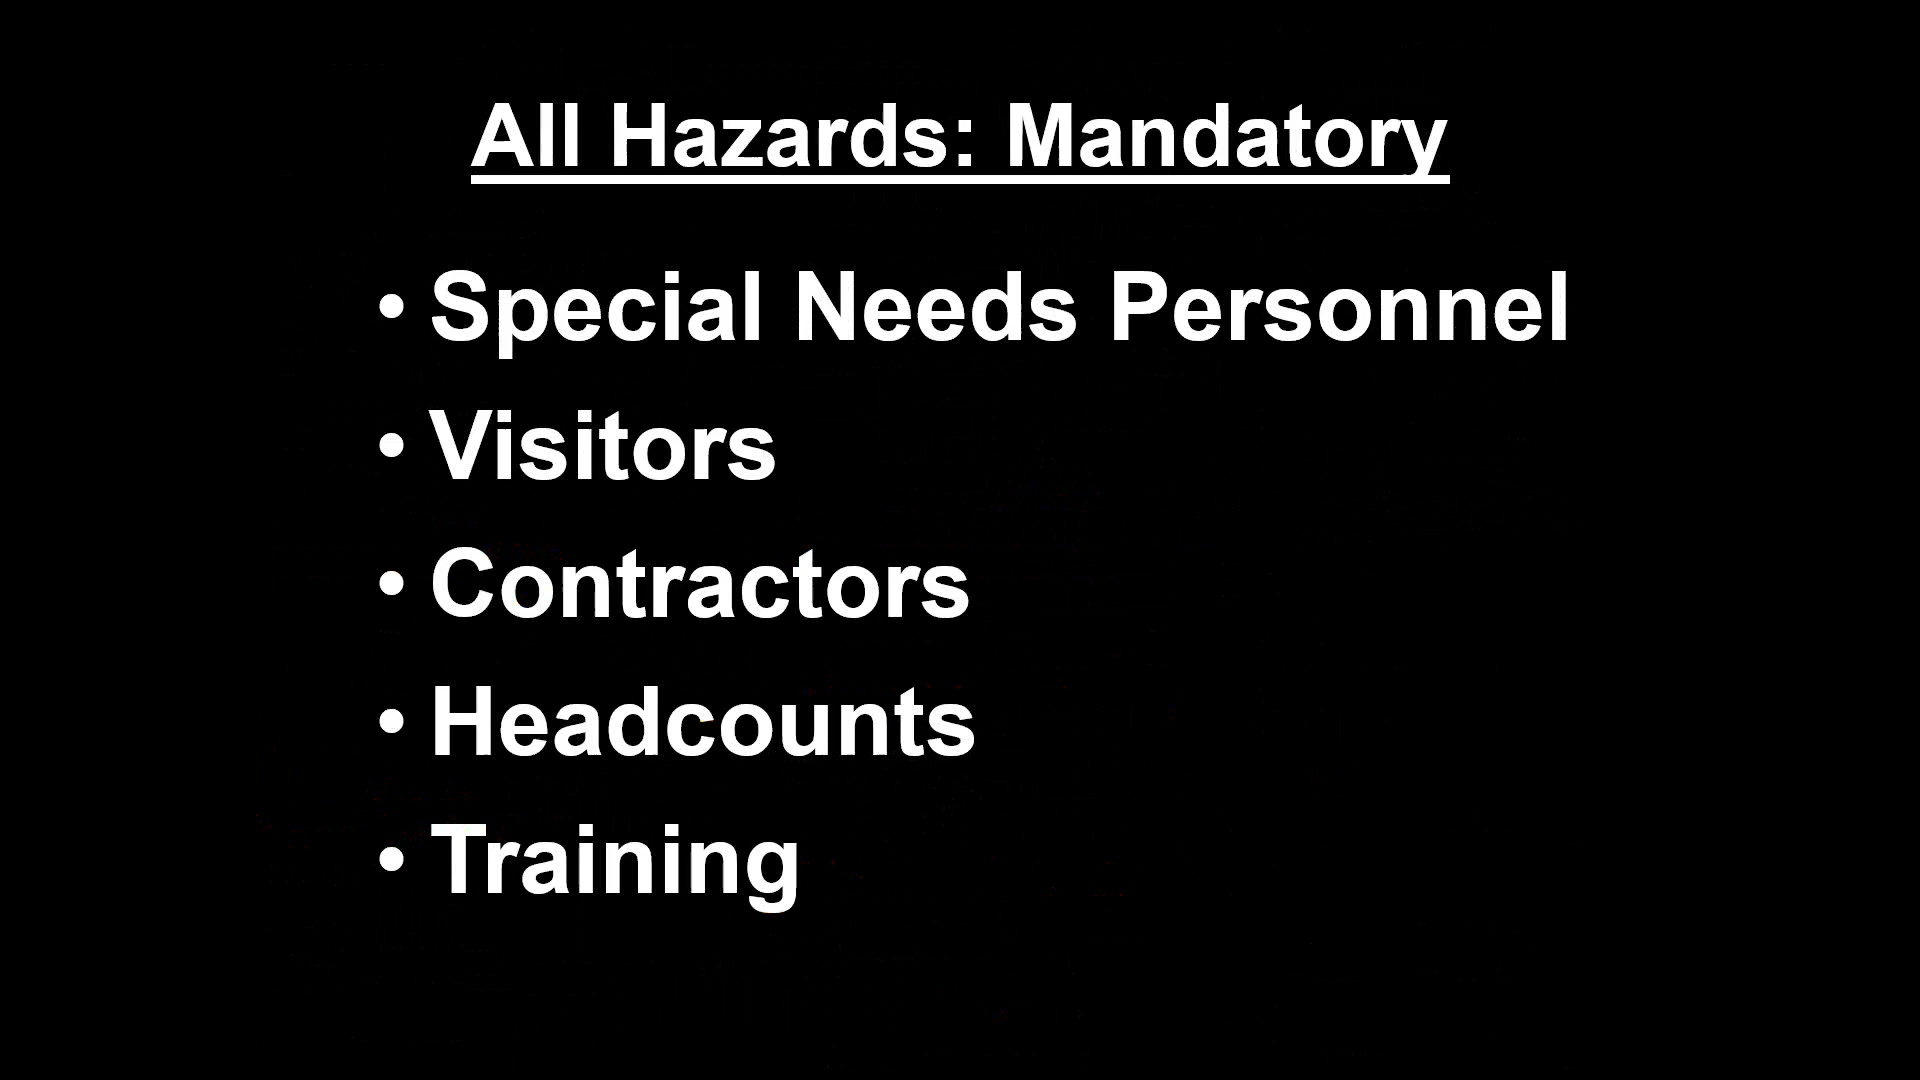 All Hazards: Mandatory
• Special Needs Personnel
• Visitors
• Contractors
• Headcounts
• Training